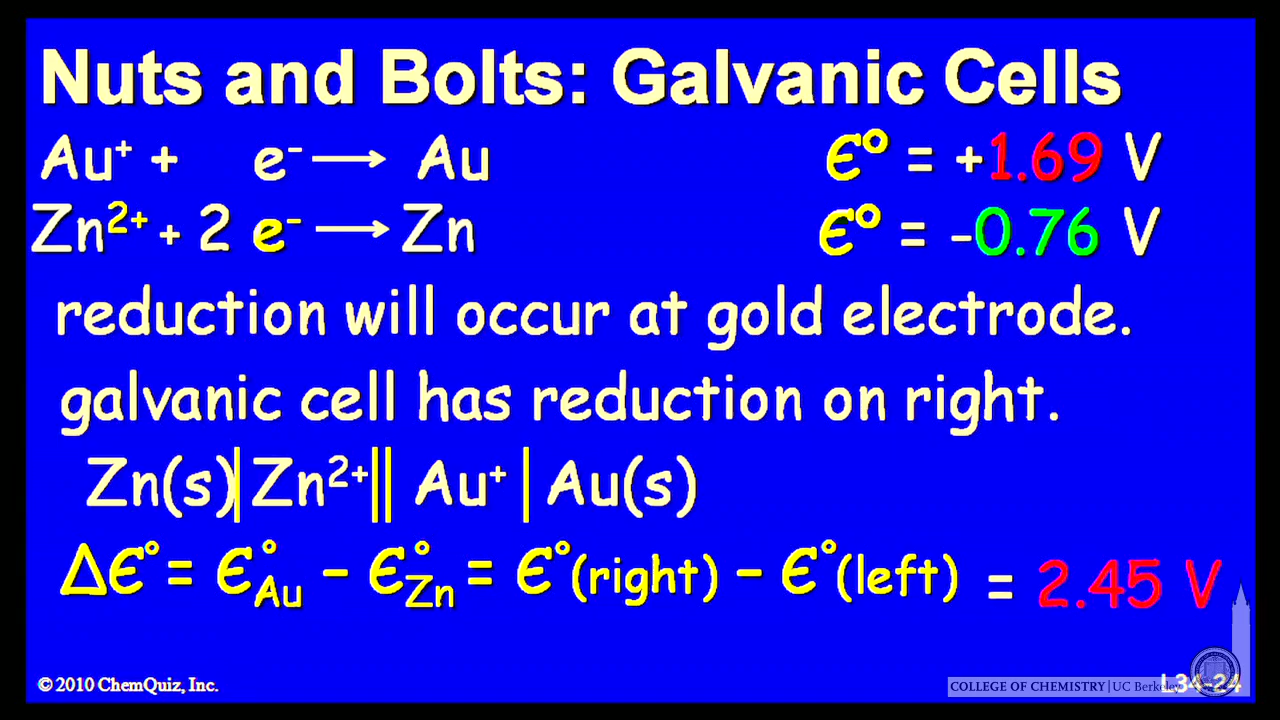 Nuts and Bolts: Galvanic Cells
Au⁺ + e⁻ ⟶ Au є° = +1.69 V
Zn²⁺ + 2 e⁻ ⟶ Zn є° = -0.76 V
reduction will occur at gold electrode.
galvanic cell has reduction on right.
Zn(s)|Zn²⁺|| Au⁺ | Au(s)
Δє° = є°Au − є°Zn = є°(right) − є°(left) = 2.45 V
© 2010 ChemQuiz, Inc.
COLLEGE OF CHEMISTRY | UC Berkeley
L34-24